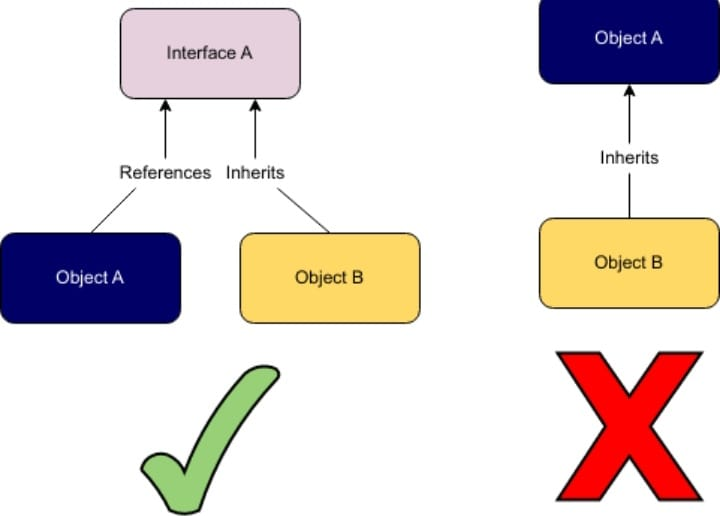 Interface A
References
Inherits
Object A
Object B
Object A
Inherits
Object B